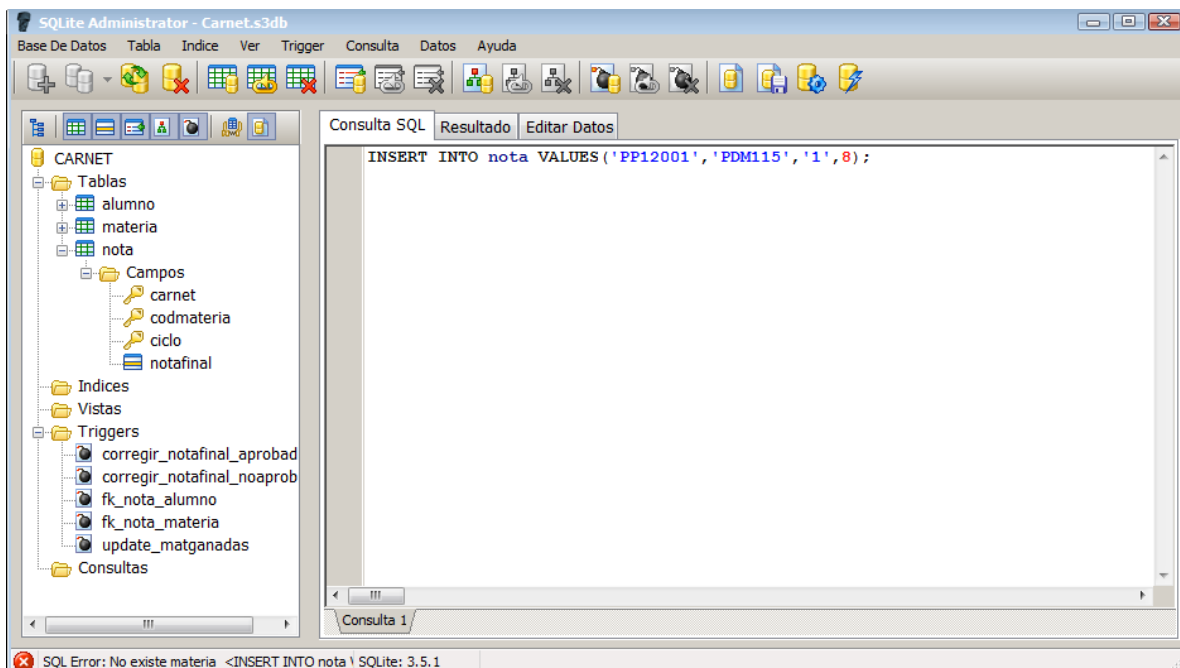 SQLite Administrator - Carnet.s3db
Base De Datos Tabla Indice Ver Trigger Consulta Datos Ayuda
Consulta SQL Resultado Editar Datos
CARNET
Tablas
alumno
materia
nota
Campos
carnet
codmateria
ciclo
notafinal
Indices
Vistas
Triggers
corregir_notafinal_aprobad
corregir_notafinal_noaprob
fk_nota_alumno
fk_nota_materia
update_matganadas
Consultas
INSERT INTO nota VALUES('PP12001','PDM115','1',8);
Consulta 1
SQL Error: No existe materia <INSERT INTO nota \ SQLite: 3.5.1